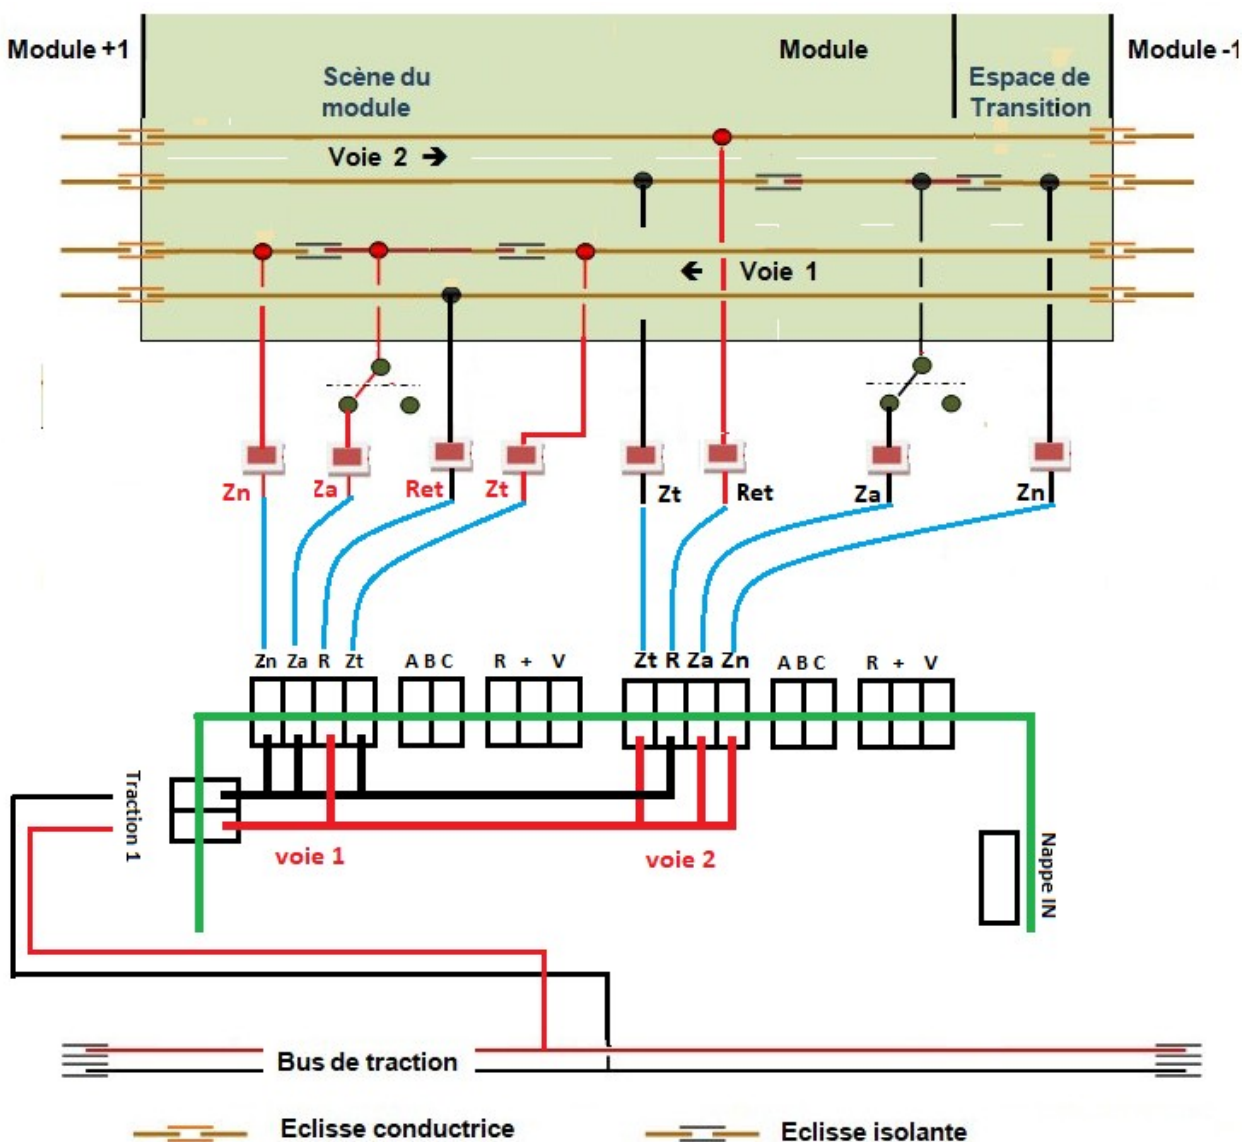 Module +1
Module
Module -1
Scène du
module
Espace de
Transition
Voie 2 →
← Voie 1
Zn
Za
Ret
Zt
Zt
Ret
Za
Zn
Zn Za R Zt
A B C
R + V
Zt R Za Zn
A B C
R + V
Traction 1
voie 1
voie 2
Nappe IN
Bus de traction
Eclisse conductrice
Eclisse isolante